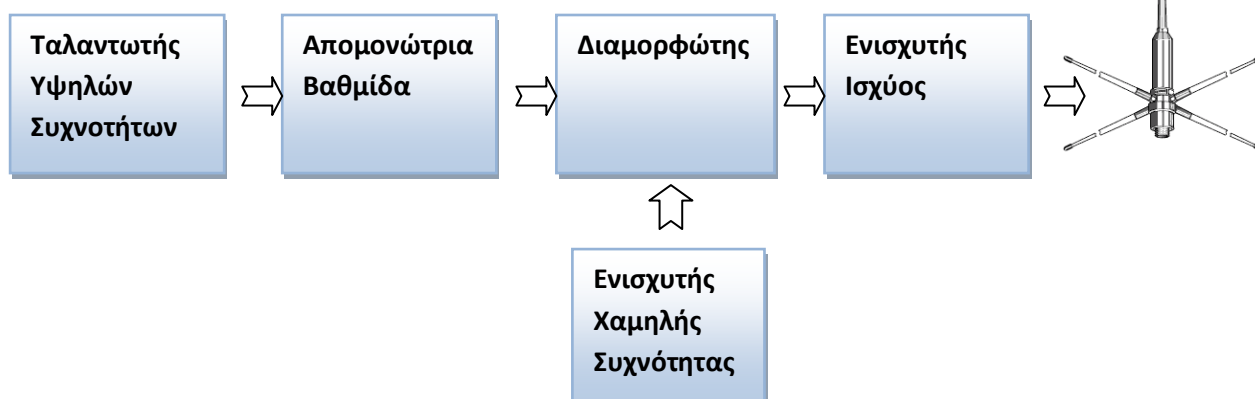 Ταλαντωτής
Υψηλών
Συχνοτήτων
Απομονώτρια
Βαθμίδα
Διαμορφώτης
Ενισχυτής
Ισχύος
Ενισχυτής
Χαμηλής
Συχνότητας